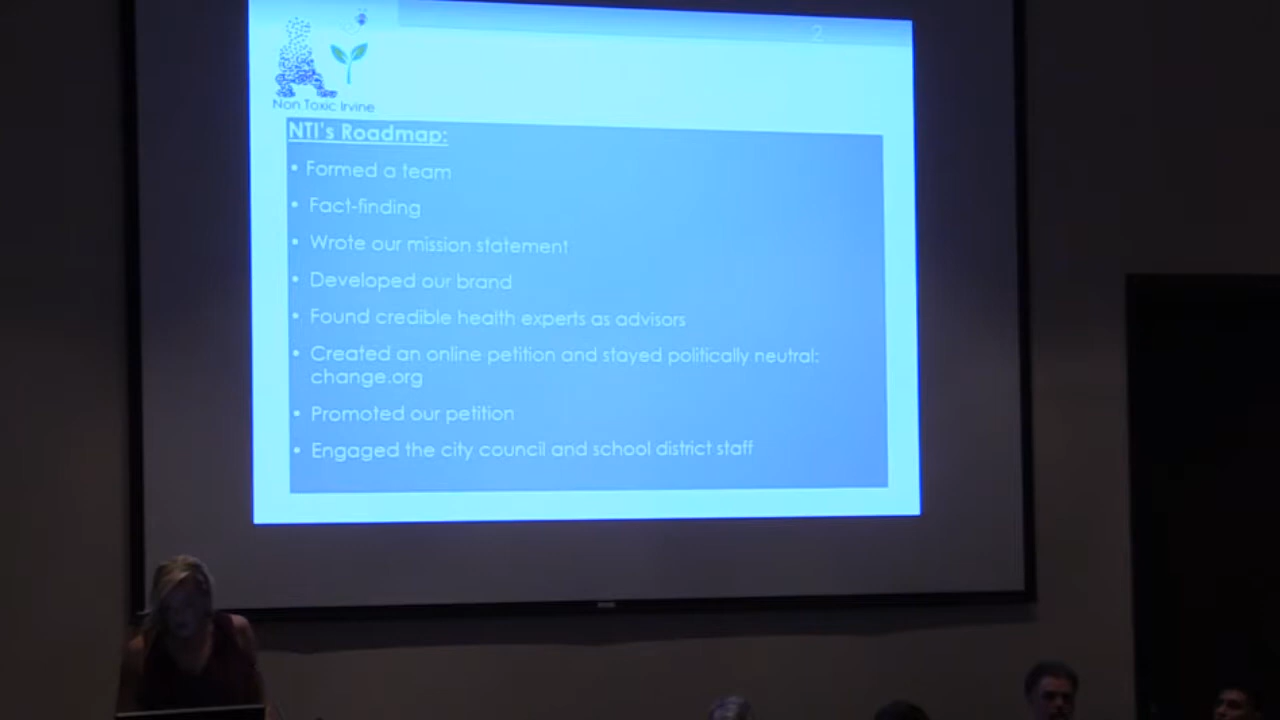 2
Non Toxic Irvine
NTI's Roadmap:
• Formed a team
• Fact-finding
• Wrote our mission statement
• Developed our brand
• Found credible health experts as advisors
• Created an online petition and stayed politically neutral:
change.org
• Promoted our petition
• Engaged the city council and school district staff